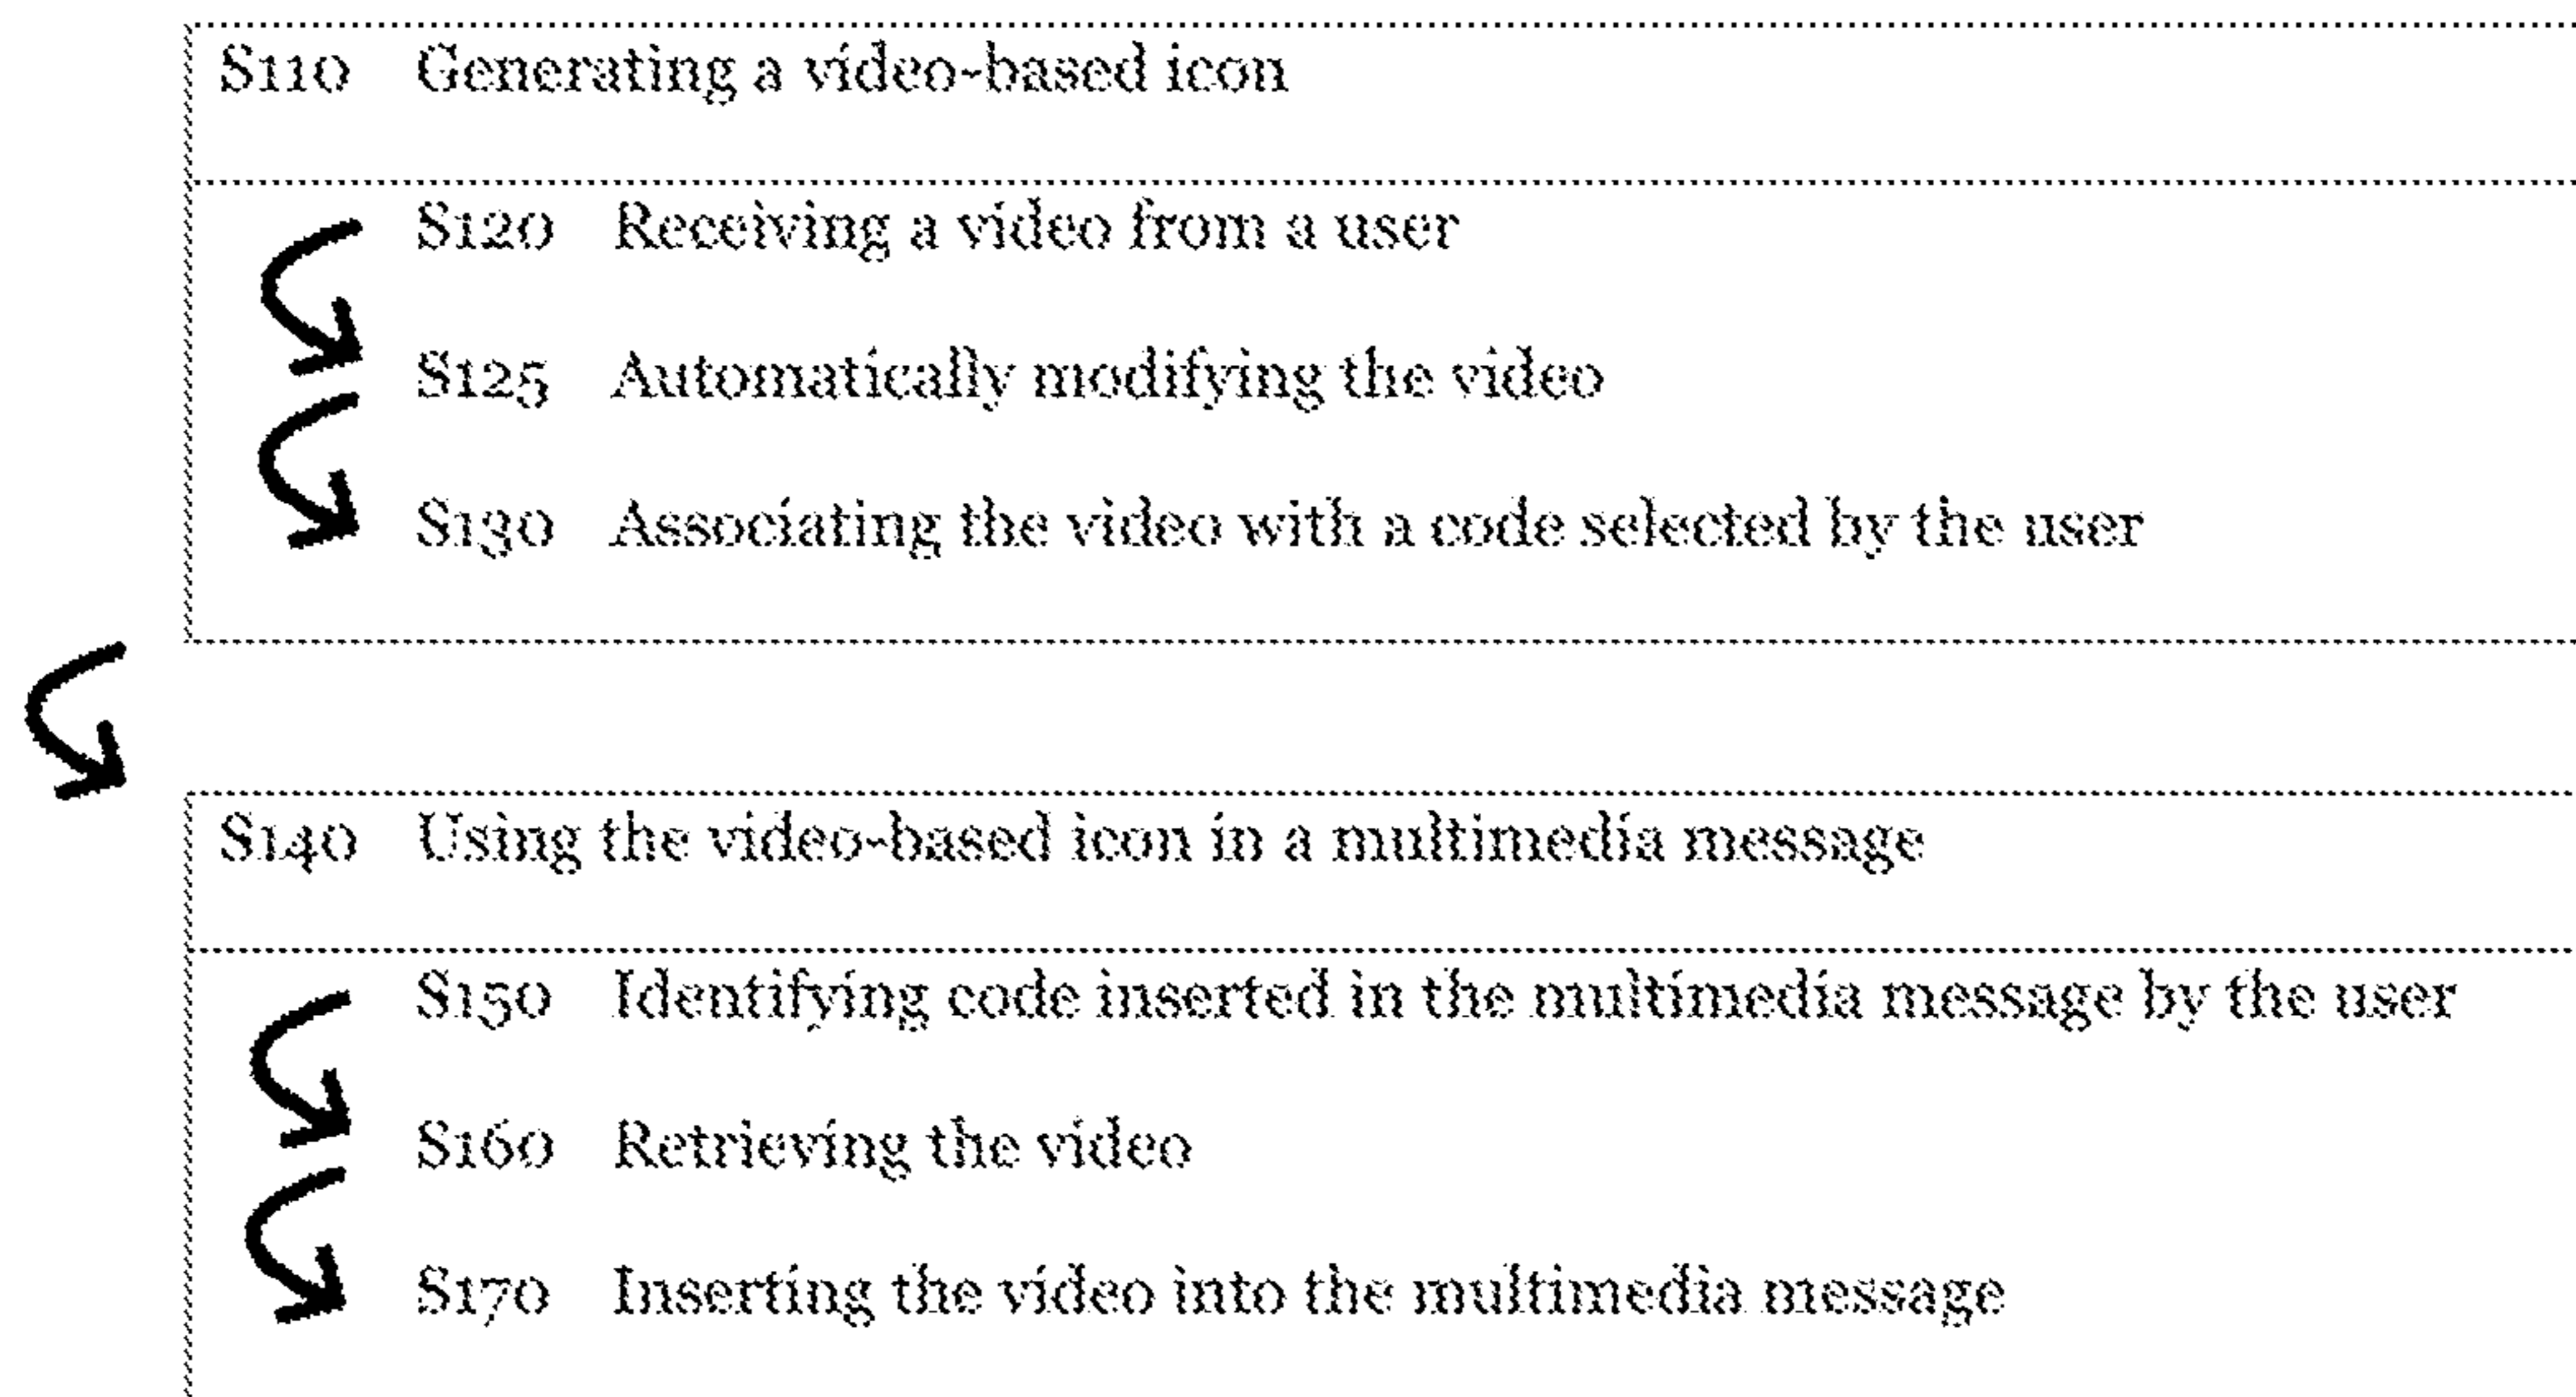 S110 Generating a video-based icon
S120 Receiving a video from a user
S125 Automatically modifying the video
S130 Associating the video with a code selected by the user
S140 Using the video-based icon in a multimedia message
S150 Identifying code inserted in the multimedia message by the user
S160 Retrieving the video
S170 Inserting the video into the multimedia message